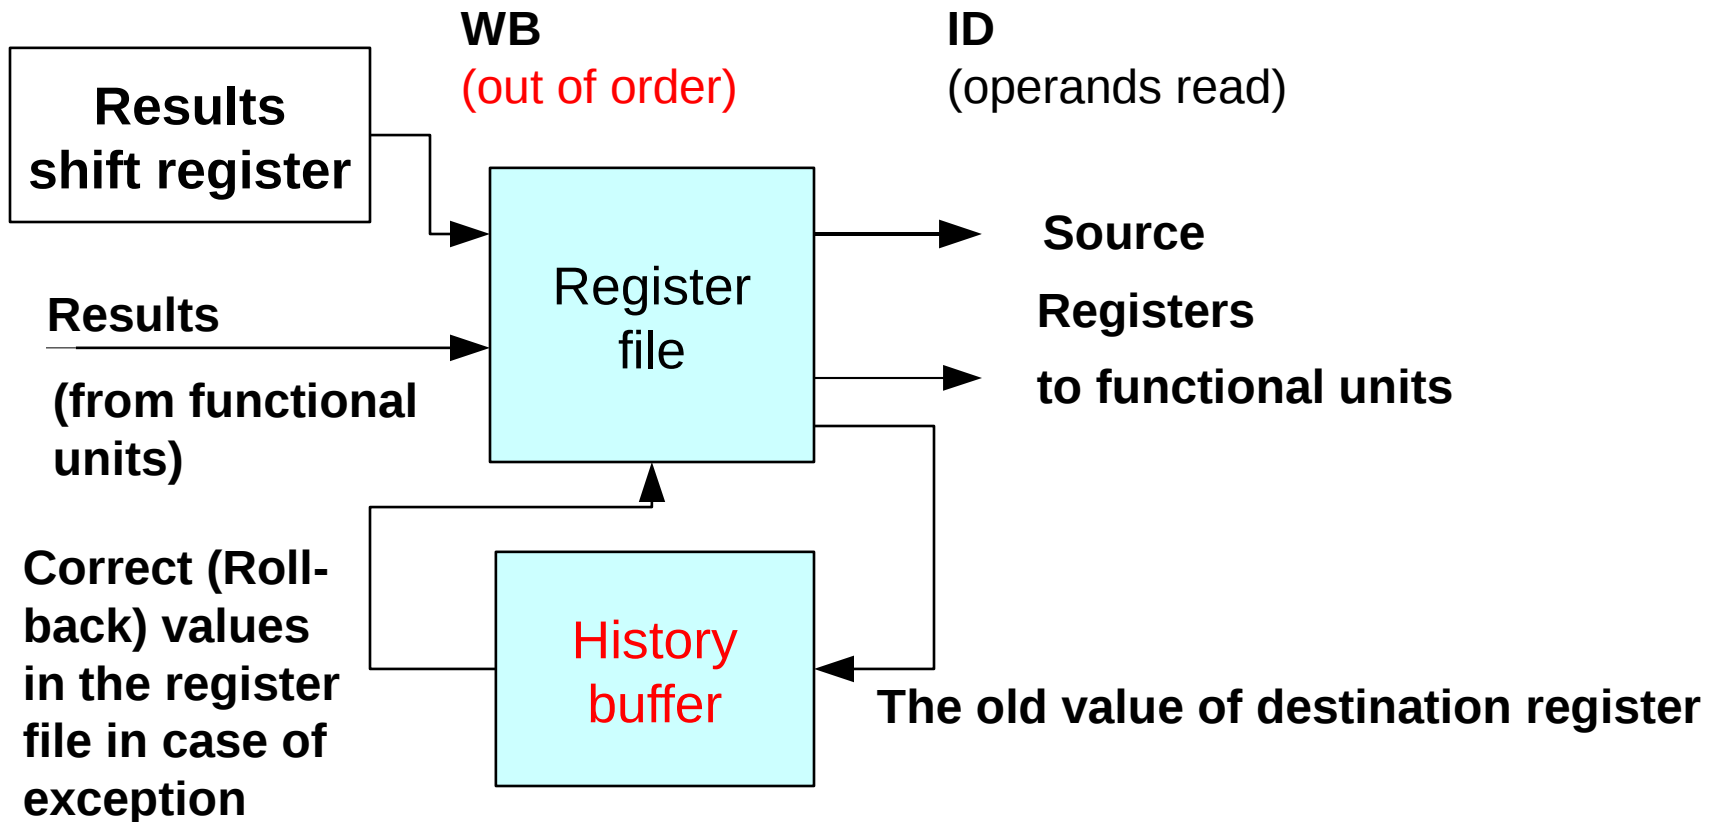 WB
(out of order)
ID
(operands read)
Results
shift register
Register
file
Source
Registers
to functional units
Results
(from functional
units)
Correct (Roll-
back) values
in the register
file in case of
exception
History
buffer
The old value of destination register